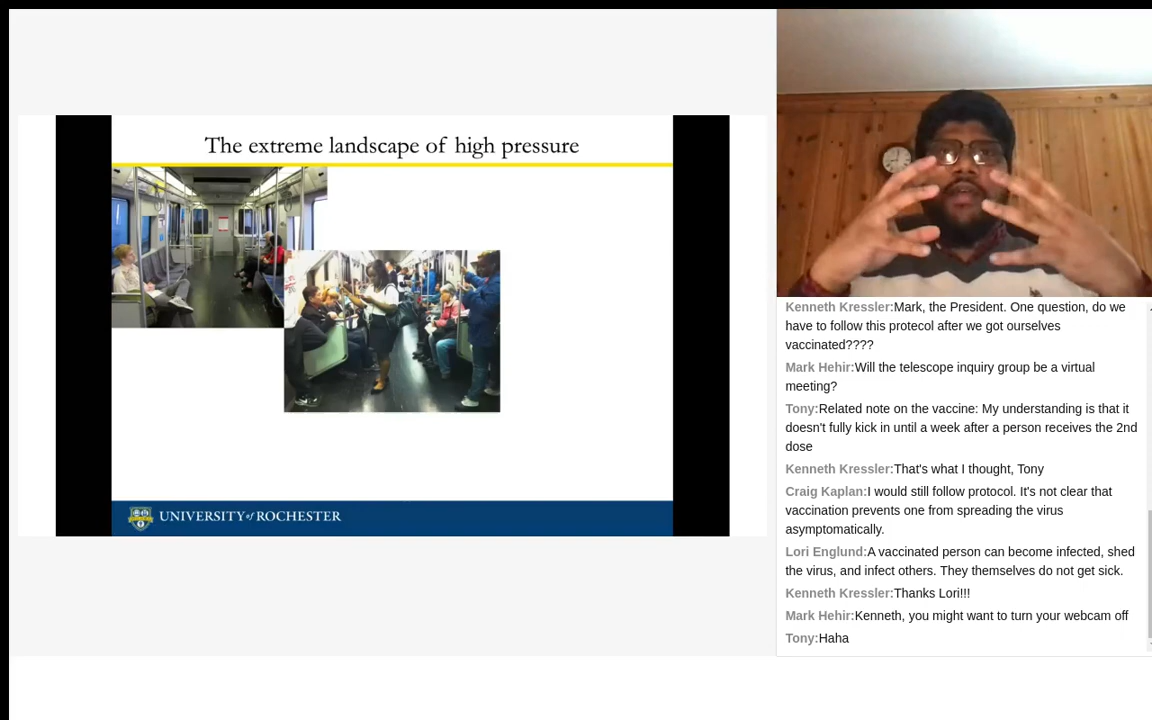 The extreme landscape of high pressure
UNIVERSITY of ROCHESTER
Kenneth Kressler:Mark, the President. One question, do we
have to follow this protecol after we got ourselves
vaccinated????
Mark Hehir:Will the telescope inquiry group be a virtual
meeting?
Tony:Related note on the vaccine: My understanding is that it
doesn't fully kick in until a week after a person receives the 2nd
dose
Kenneth Kressler:That's what I thought, Tony
Craig Kaplan:I would still follow protocol. It's not clear that
vaccination prevents one from spreading the virus
asymptomatically.
Lori Englund:A vaccinated person can become infected, shed
the virus, and infect others. They themselves do not get sick.
Kenneth Kressler:Thanks Lori!!!
Mark Hehir:Kenneth, you might want to turn your webcam off
Tony:Haha